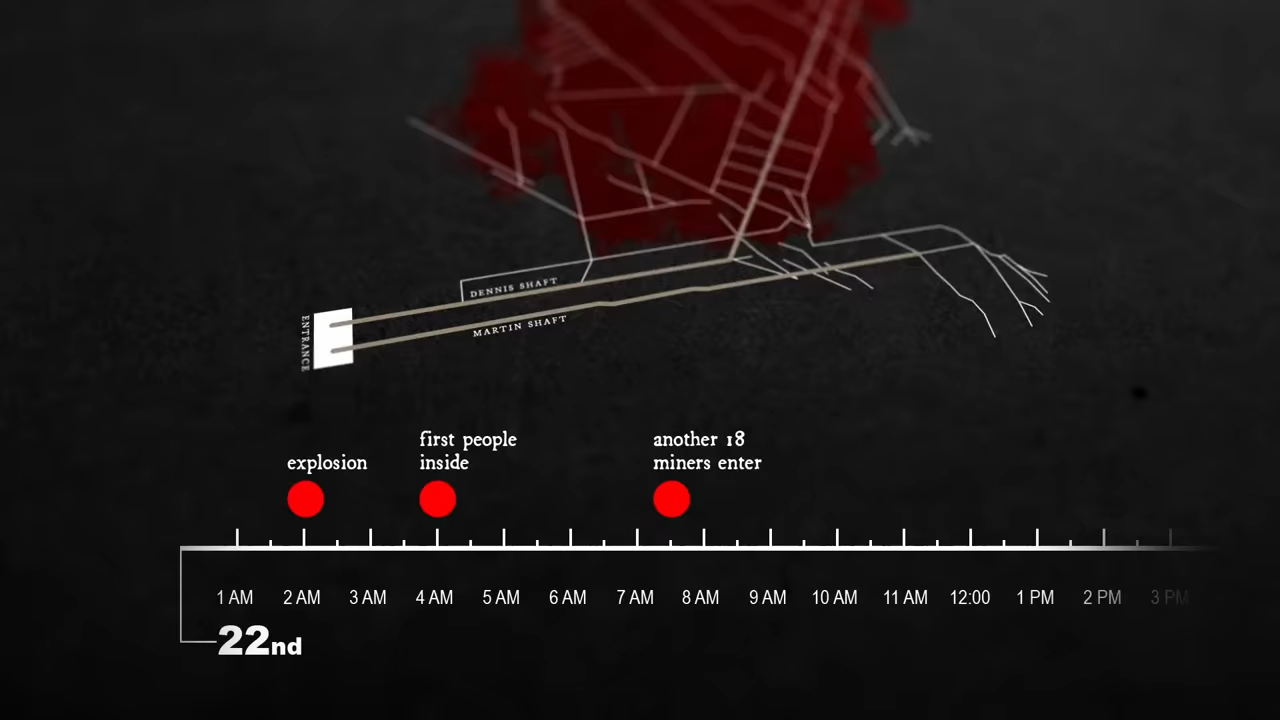 DENNIS SHAFT
ENTRANCE
MARTIN SHAFT
explosion
first people
inside
another 18
miners enter
1 AM 2 AM 3 AM 4 AM 5 AM 6 AM 7 AM 8 AM 9 AM 10 AM 11 AM 12:00 1 PM 2 PM 3 PM
22nd